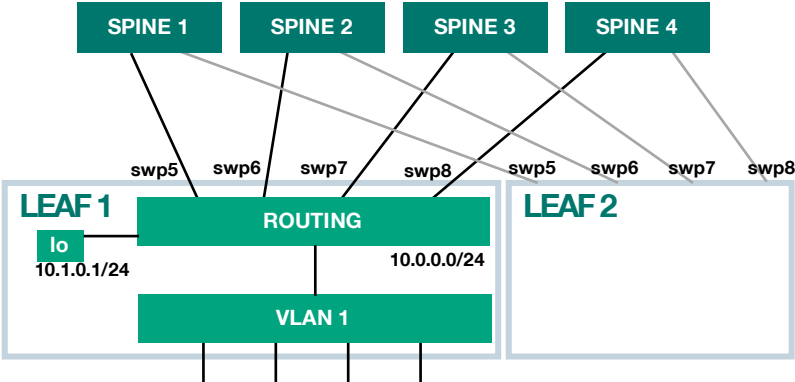 SPINE 1
SPINE 2
SPINE 3
SPINE 4
swp5
swp6
swp7
swp8
swp5
swp6
swp7
swp8
LEAF 1
ROUTING
LEAF 2
lo
10.1.0.1/24
10.0.0.0/24
VLAN 1